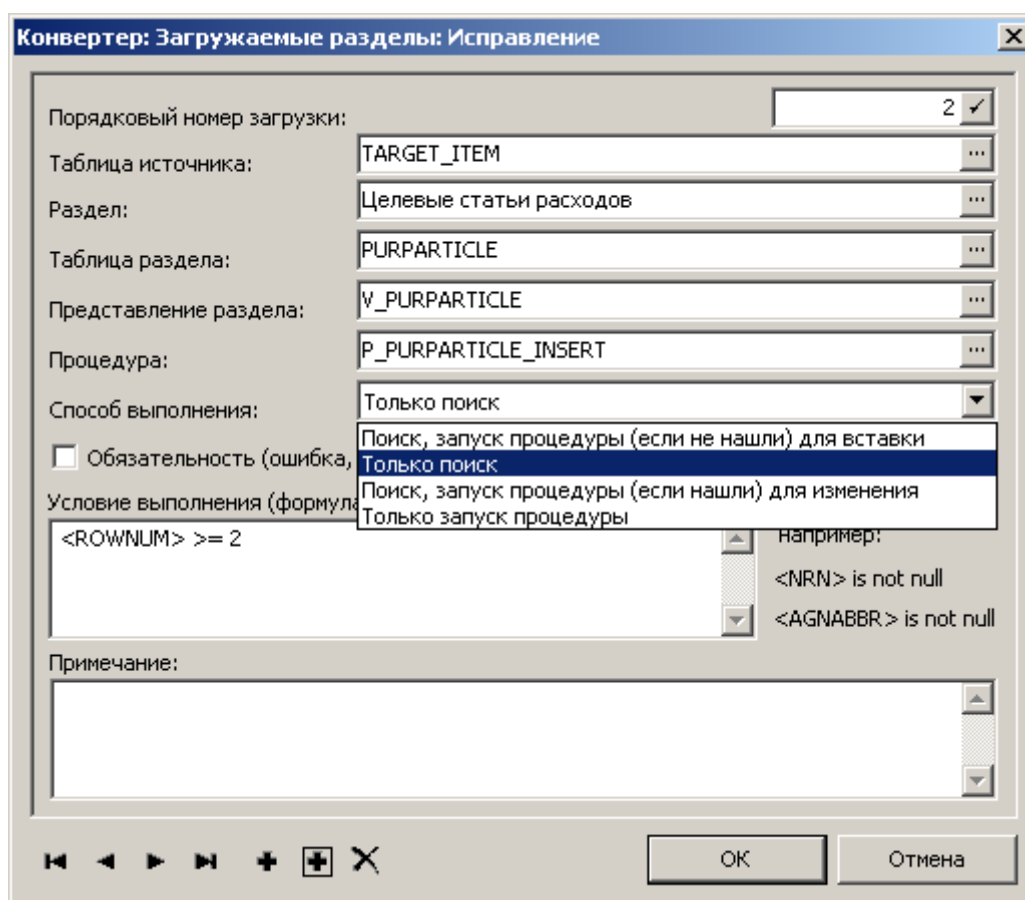 Конвертер: Загружаемые разделы: Исправление
Порядковый номер загрузки: 2
Таблица источника: TARGET_ITEM ...
Раздел: Целевые статьи расходов ...
Таблица раздела: PURPARTICLE ...
Представление раздела: V_PURPARTICLE ...
Процедура: P_PURPARTICLE_INSERT ...
Способ выполнения: Только поиск
Поиск, запуск процедуры (если не нашли) для вставки
Обязательность (ошибка, Только поиск
Поиск, запуск процедуры (если нашли) для изменения
Условие выполнения (формула
Только запуск процедуры
<ROWNUM> >= 2
например:
<NRN> is not null
<AGNABBR> is not null
Примечание:
OK
Отмена